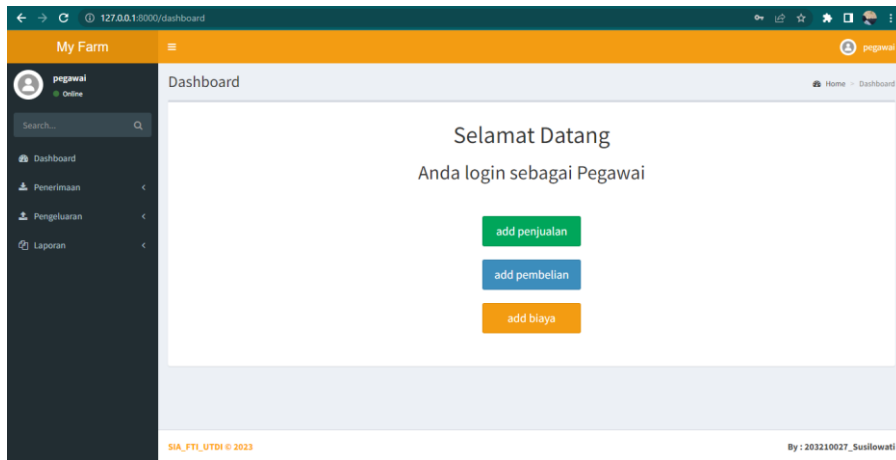 127.0.0.1:8000/dashboard
My Farm
pegawai
pegawai
Online
Dashboard
Home > Dashboard
Search...
Dashboard
Penerimaan
Pengeluaran
Laporan
Selamat Datang
Anda login sebagai Pegawai
add penjualan
add pembelian
add biaya
SIA_FTI_UTDI © 2023
By : 203210027_Susilowati